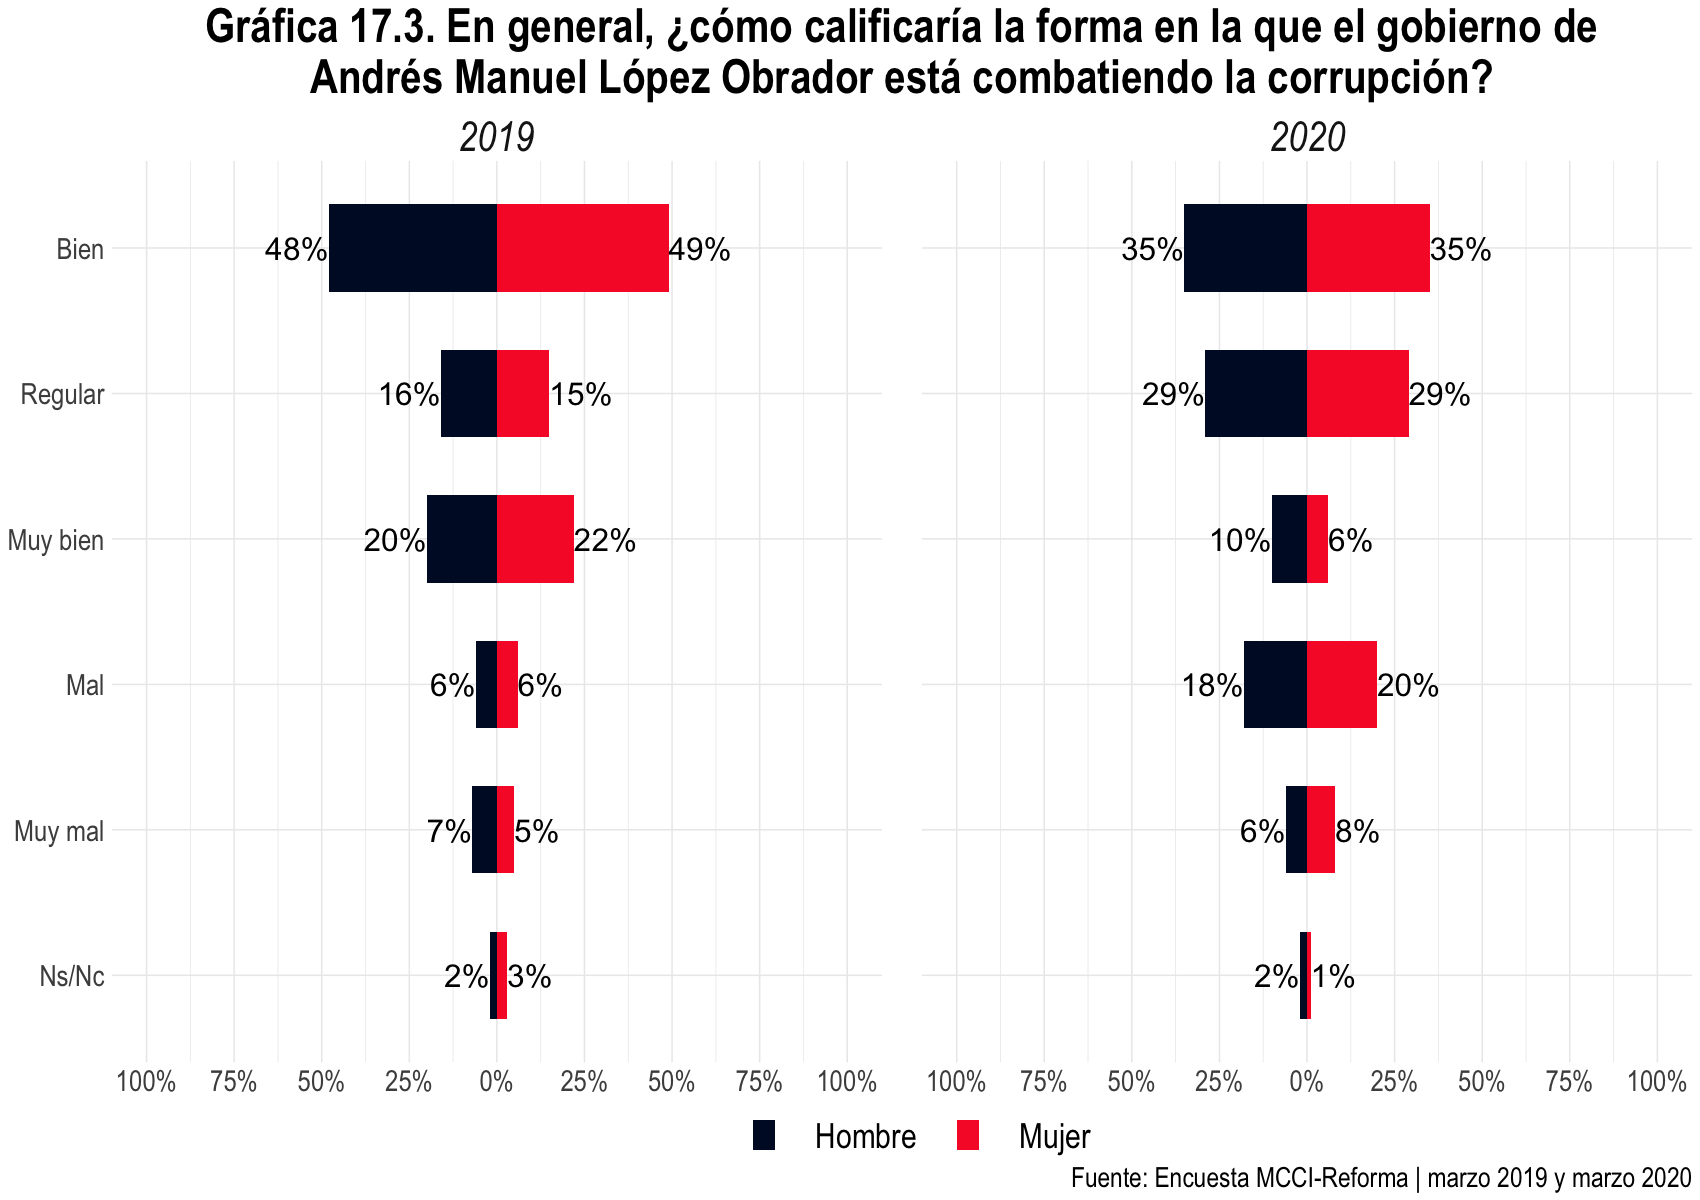 Gráfica 17.3. En general, ¿cómo calificaría la forma en la que el gobierno de
Andrés Manuel López Obrador está combatiendo la corrupción?
2019 2020
Bien 48% 49% 35% 35%
Regular 16% 15% 29% 29%
Muy bien 20% 22% 10% 6%
Mal 6% 6% 18% 20%
Muy mal 7% 5% 6% 8%
Ns/Nc 2% 3% 2% 1%
100% 75% 50% 25% 0% 25% 50% 75% 100% 100% 75% 50% 25% 0% 25% 50% 75% 100%
Hombre Mujer
Fuente: Encuesta MCCI-Reforma | marzo 2019 y marzo 2020